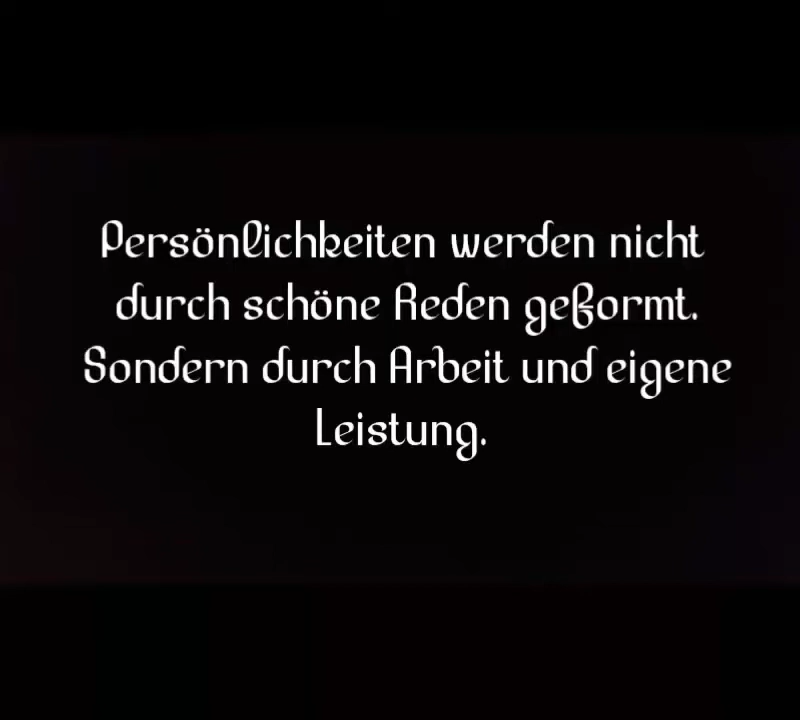 Persönlichkeiten werden nicht
durch schöne Reden geformt.
Sondern durch Arbeit und eigene
Leistung.